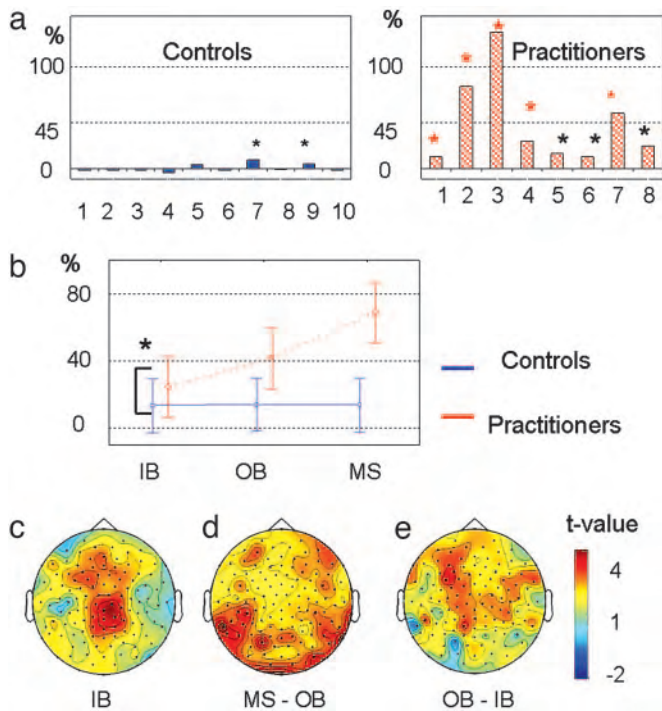 a
%
Controls
100
45
0
1 2 3 4 5 6 7 8 9 10
* *
%
Practitioners
100
45
0
1 2 3 4 5 6 7 8
* * * * * * * *
b
%
80
40
0
*
IB OB MS
Controls
Practitioners
c d e t-value
4
1
-2
IB MS - OB OB - IB